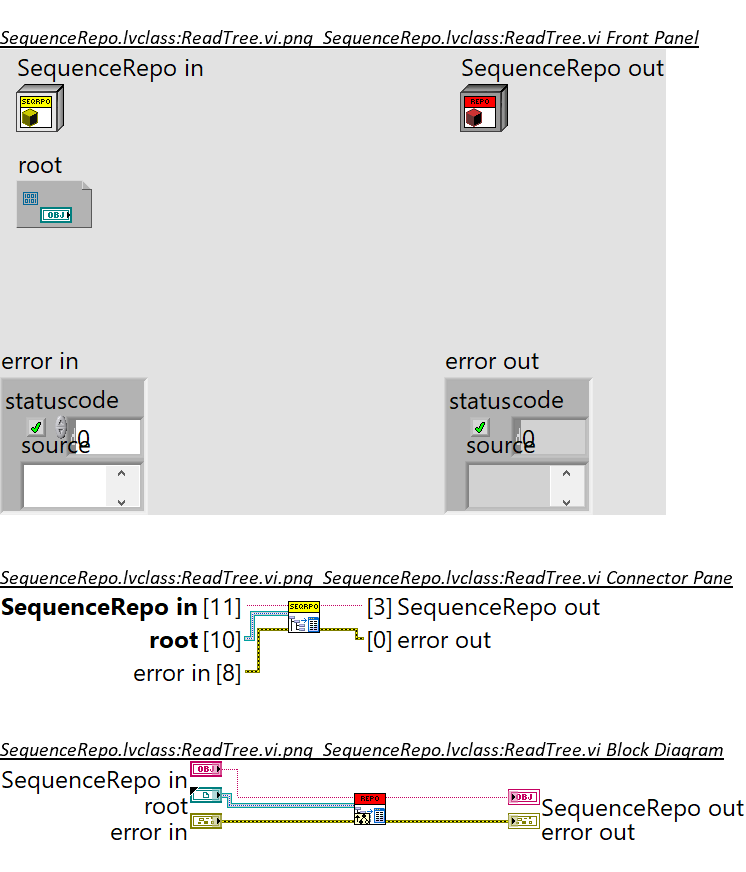 SequenceRepo.lvclass:ReadTree.vi.png SequenceRepo.lvclass:ReadTree.vi Front Panel
SequenceRepo in SequenceRepo out
SEQRPO REPO
root
OBJ
error in error out
status code status code
0 0
source source
SequenceRepo.lvclass:ReadTree.vi.png SequenceRepo.lvclass:ReadTree.vi Connector Pane
SequenceRepo in [11] SEQRPO [3] SequenceRepo out
root [10] [0] error out
error in [8]
SequenceRepo.lvclass:ReadTree.vi.png SequenceRepo.lvclass:ReadTree.vi Block Diagram
SequenceRepo in OBJ
root REPO OBJ SequenceRepo out
error in error out